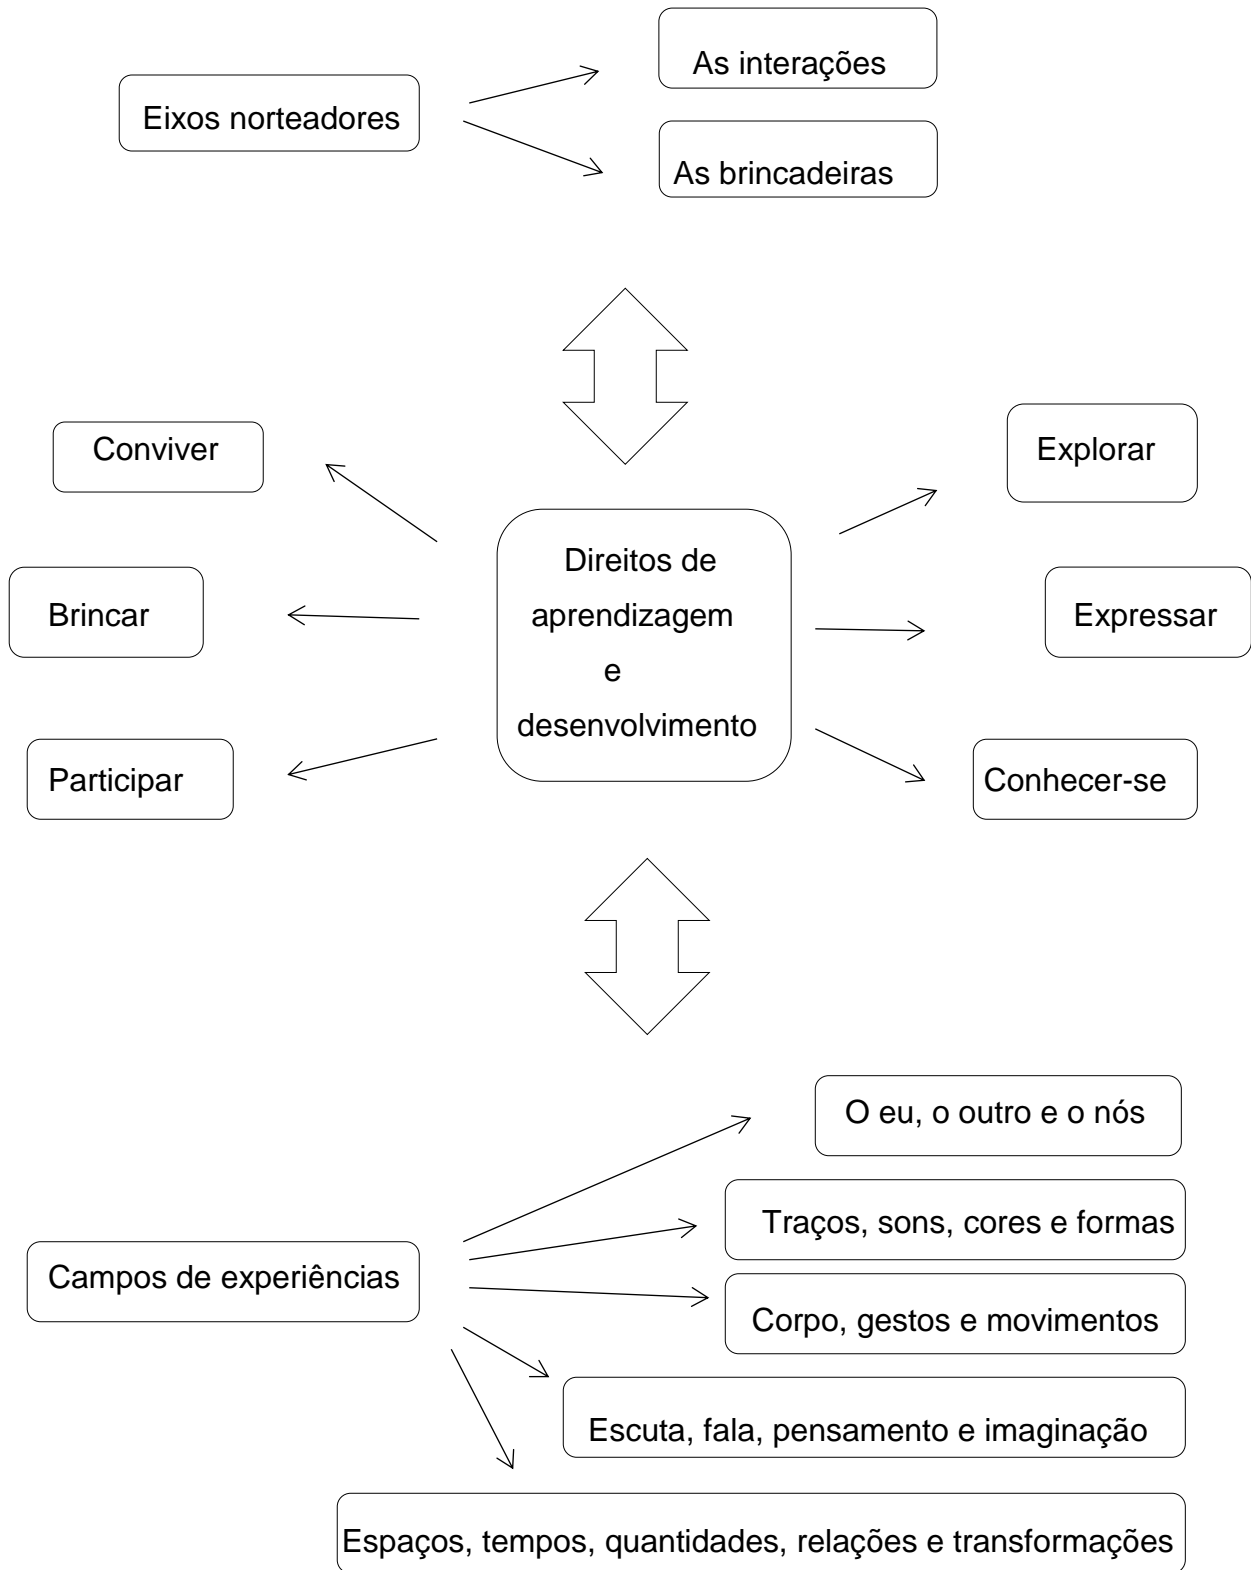 Eixos norteadores
As interações
As brincadeiras
Conviver
Brincar
Participar
Direitos de
aprendizagem
e
desenvolvimento
Explorar
Expressar
Conhecer-se
Campos de experiências
O eu, o outro e o nós
Traços, sons, cores e formas
Corpo, gestos e movimentos
Escuta, fala, pensamento e imaginação
Espaços, tempos, quantidades, relações e transformações